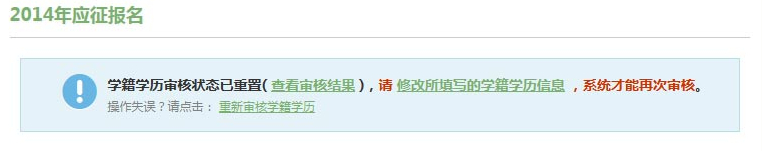 2014年应征报名
学籍学历审核状态已重置( 查看审核结果 )，请 修改所填写的学籍学历信息 ，系统才能再次审核。
操作失误？请点击： 重新审核学籍学历